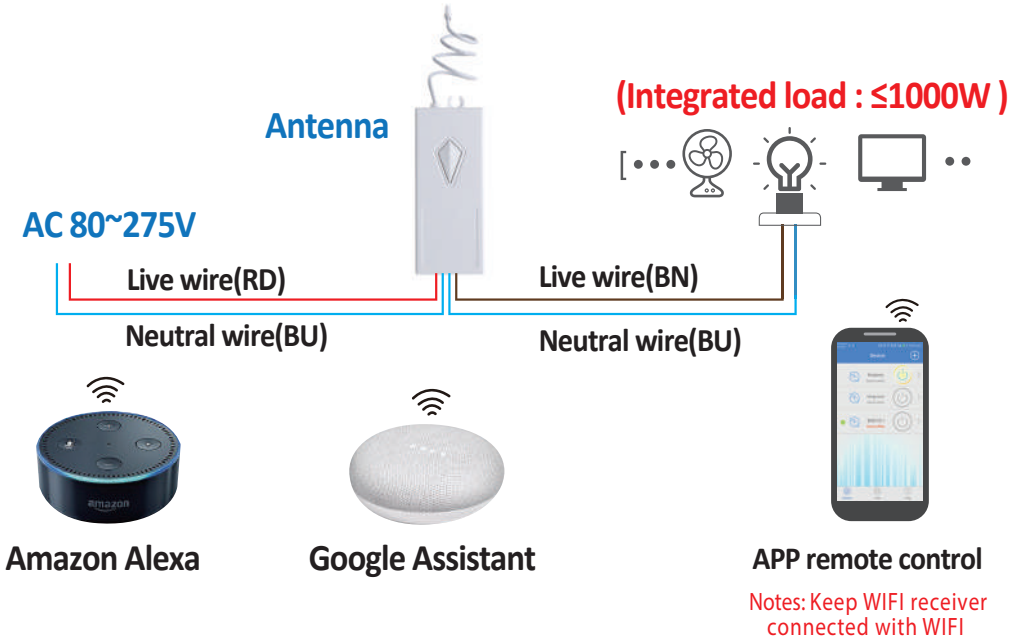 (Integrated load : ≤1000W )
Antenna
AC 80~275V
Live wire(RD)
Live wire(BN)
Neutral wire(BU)
Neutral wire(BU)
amazon
Amazon Alexa
Google Assistant
APP remote control
Notes: Keep WIFI receiver
connected with WIFI